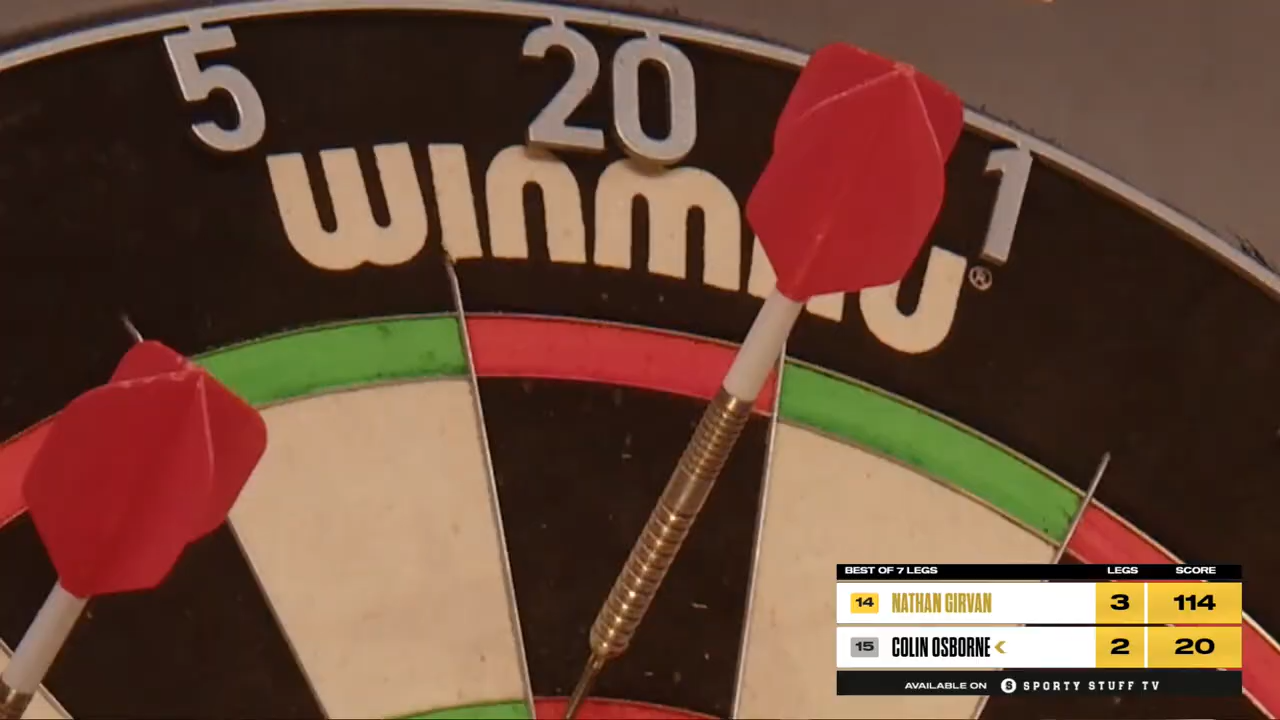 5 20 1
winmau®
BEST OF 7 LEGS LEGS SCORE
14 NATHAN GIRVAN 3 114
15 COLIN OSBORNE 2 20
AVAILABLE ON S SPORTY STUFF TV